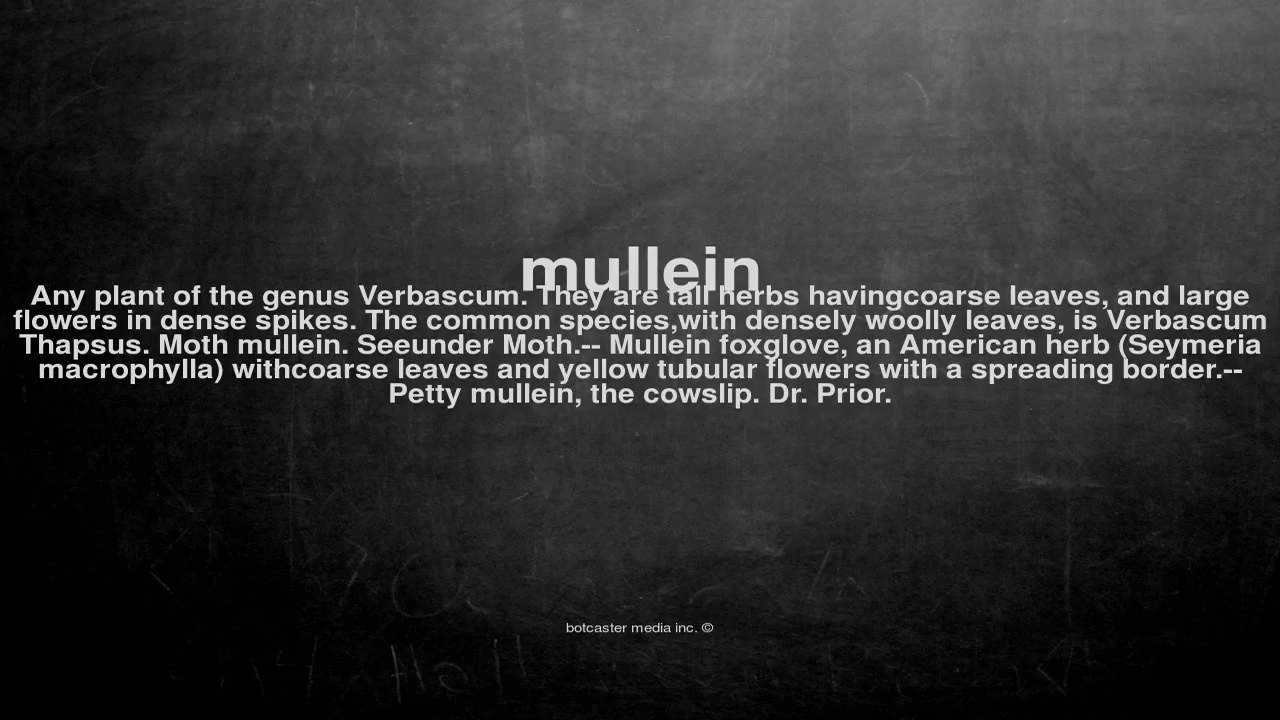 mullein
Any plant of the genus Verbascum. They are tall herbs havingcoarse leaves, and large
flowers in dense spikes. The common species,with densely woolly leaves, is Verbascum
Thapsus. Moth mullein. Seeunder Moth.-- Mullein foxglove, an American herb (Seymeria
macrophylla) withcoarse leaves and yellow tubular flowers with a spreading border.--
Petty mullein, the cowslip. Dr. Prior.
botcaster media inc. ©